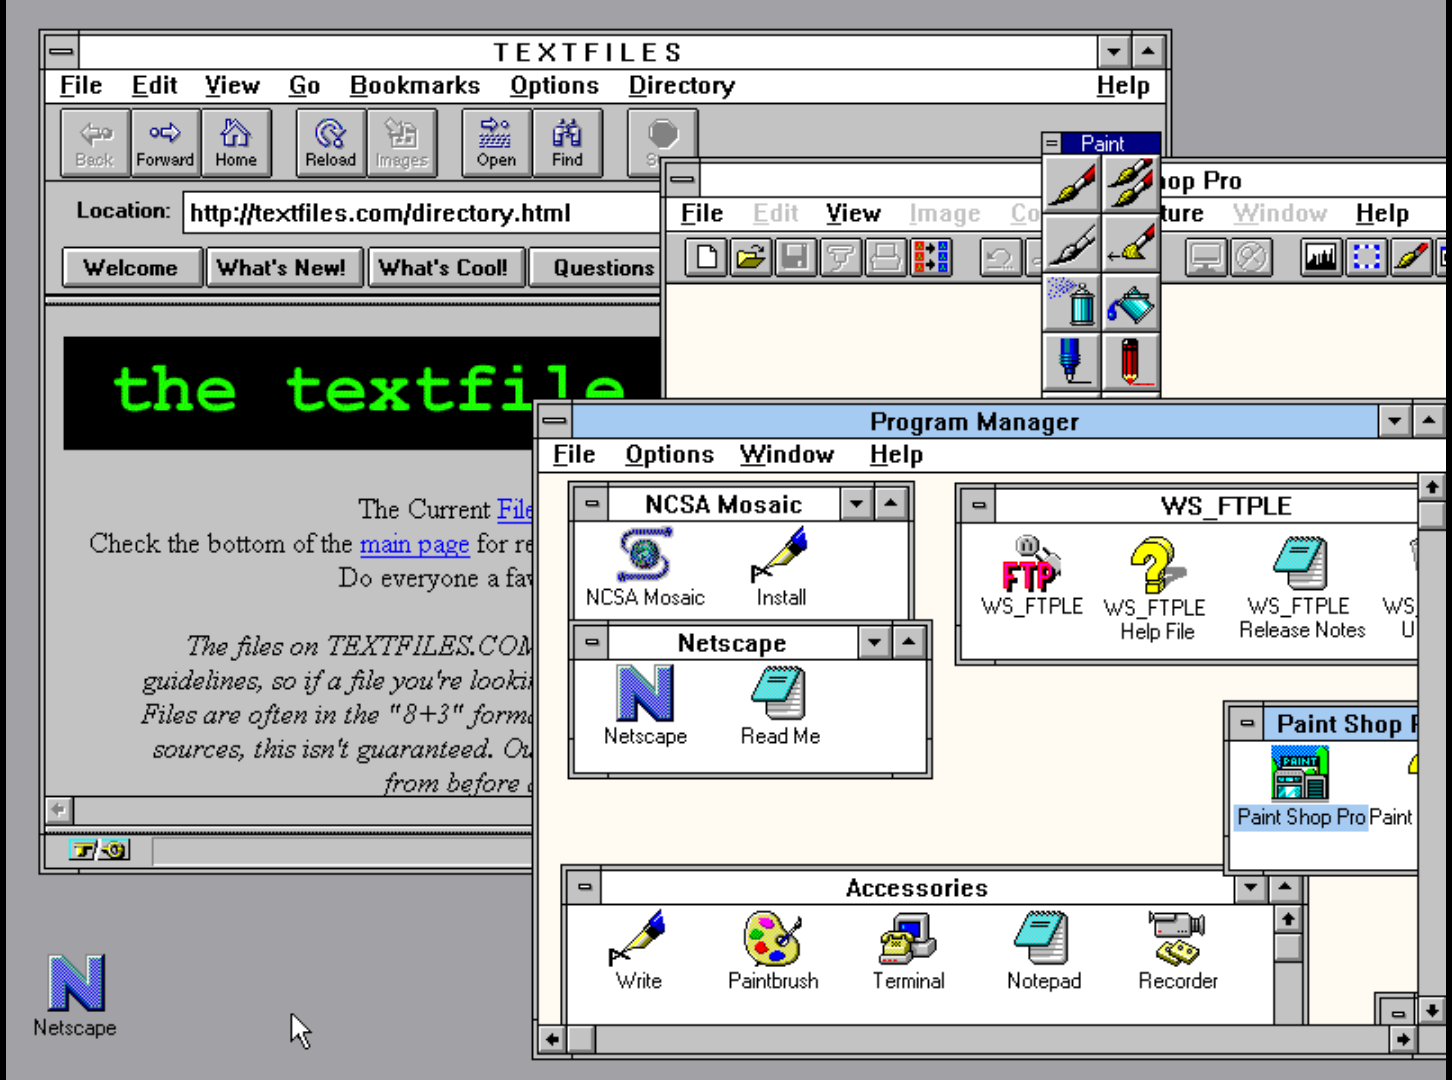 TEXTFILES
File Edit View Go Bookmarks Options Directory Help
Back Forward Home Reload Images Open Find
Location: http://textfiles.com/directory.html
Welcome What's New! What's Cool! Questions
the textfile
The Current File
Check the bottom of the main page for re
Do everyone a fav
The files on TEXTFILES.COM
guidelines, so if a file you're lookin
Files are often in the "8+3" forma
sources, this isn't guaranteed. Ou
from before a
Paint
hop Pro
File Edit View Image Co ture Window Help
Program Manager
File Options Window Help
NCSA Mosaic
NCSA Mosaic Install
WS_FTPLE
FTP
WS_FTPLE WS_FTPLE WS_FTPLE WS_
Help File Release Notes U
Netscape
N
Netscape Read Me
Paint Shop P
PAINT
Paint Shop Pro Paint
Accessories
Write Paintbrush Terminal Notepad Recorder
N
Netscape